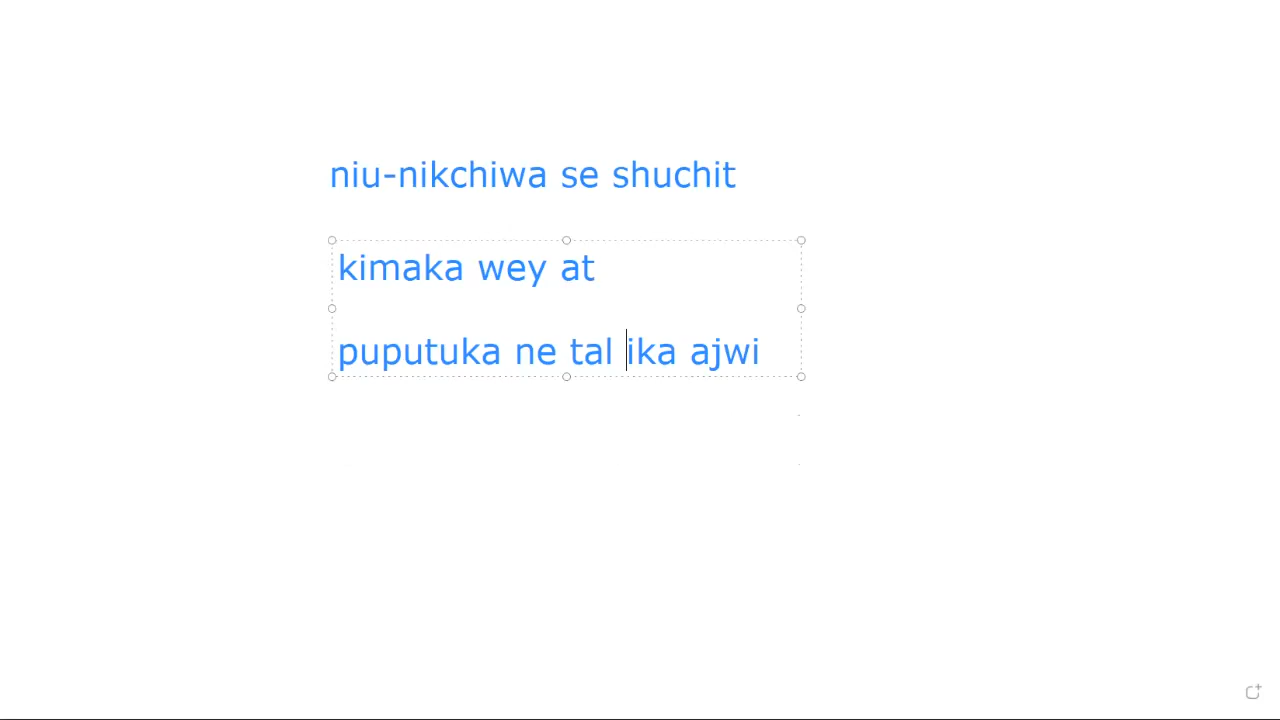 niu-nikchiwa se shuchit
kimaka wey at
puputuka ne tal ika ajwi